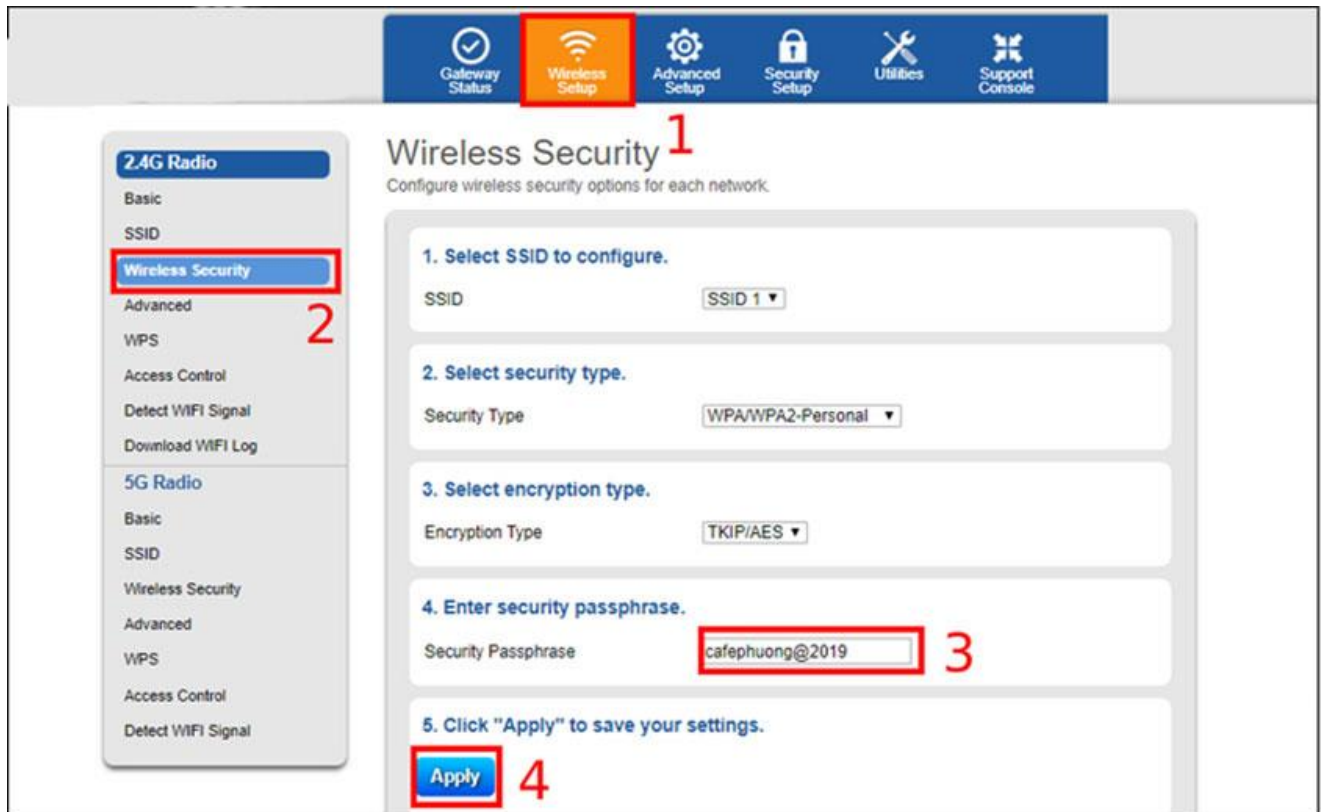 Gateway
Status
Wireless
Setup
Advanced
Setup
Security
Setup
Utilities
Support
Console
1
2.4G Radio
Basic
SSID
Wireless Security
2
Advanced
WPS
Access Control
Detect WIFI Signal
Download WIFI Log
5G Radio
Basic
SSID
Wireless Security
Advanced
WPS
Access Control
Detect WIFI Signal
Wireless Security
Configure wireless security options for each network.
1. Select SSID to configure.
SSID SSID 1
2. Select security type.
Security Type WPA/WPA2-Personal
3. Select encryption type.
Encryption Type TKIP/AES
4. Enter security passphrase.
Security Passphrase cafephuong@2019 3
5. Click "Apply" to save your settings.
Apply 4